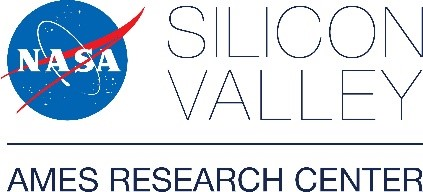 NASA
SILICON
VALLEY
AMES RESEARCH CENTER